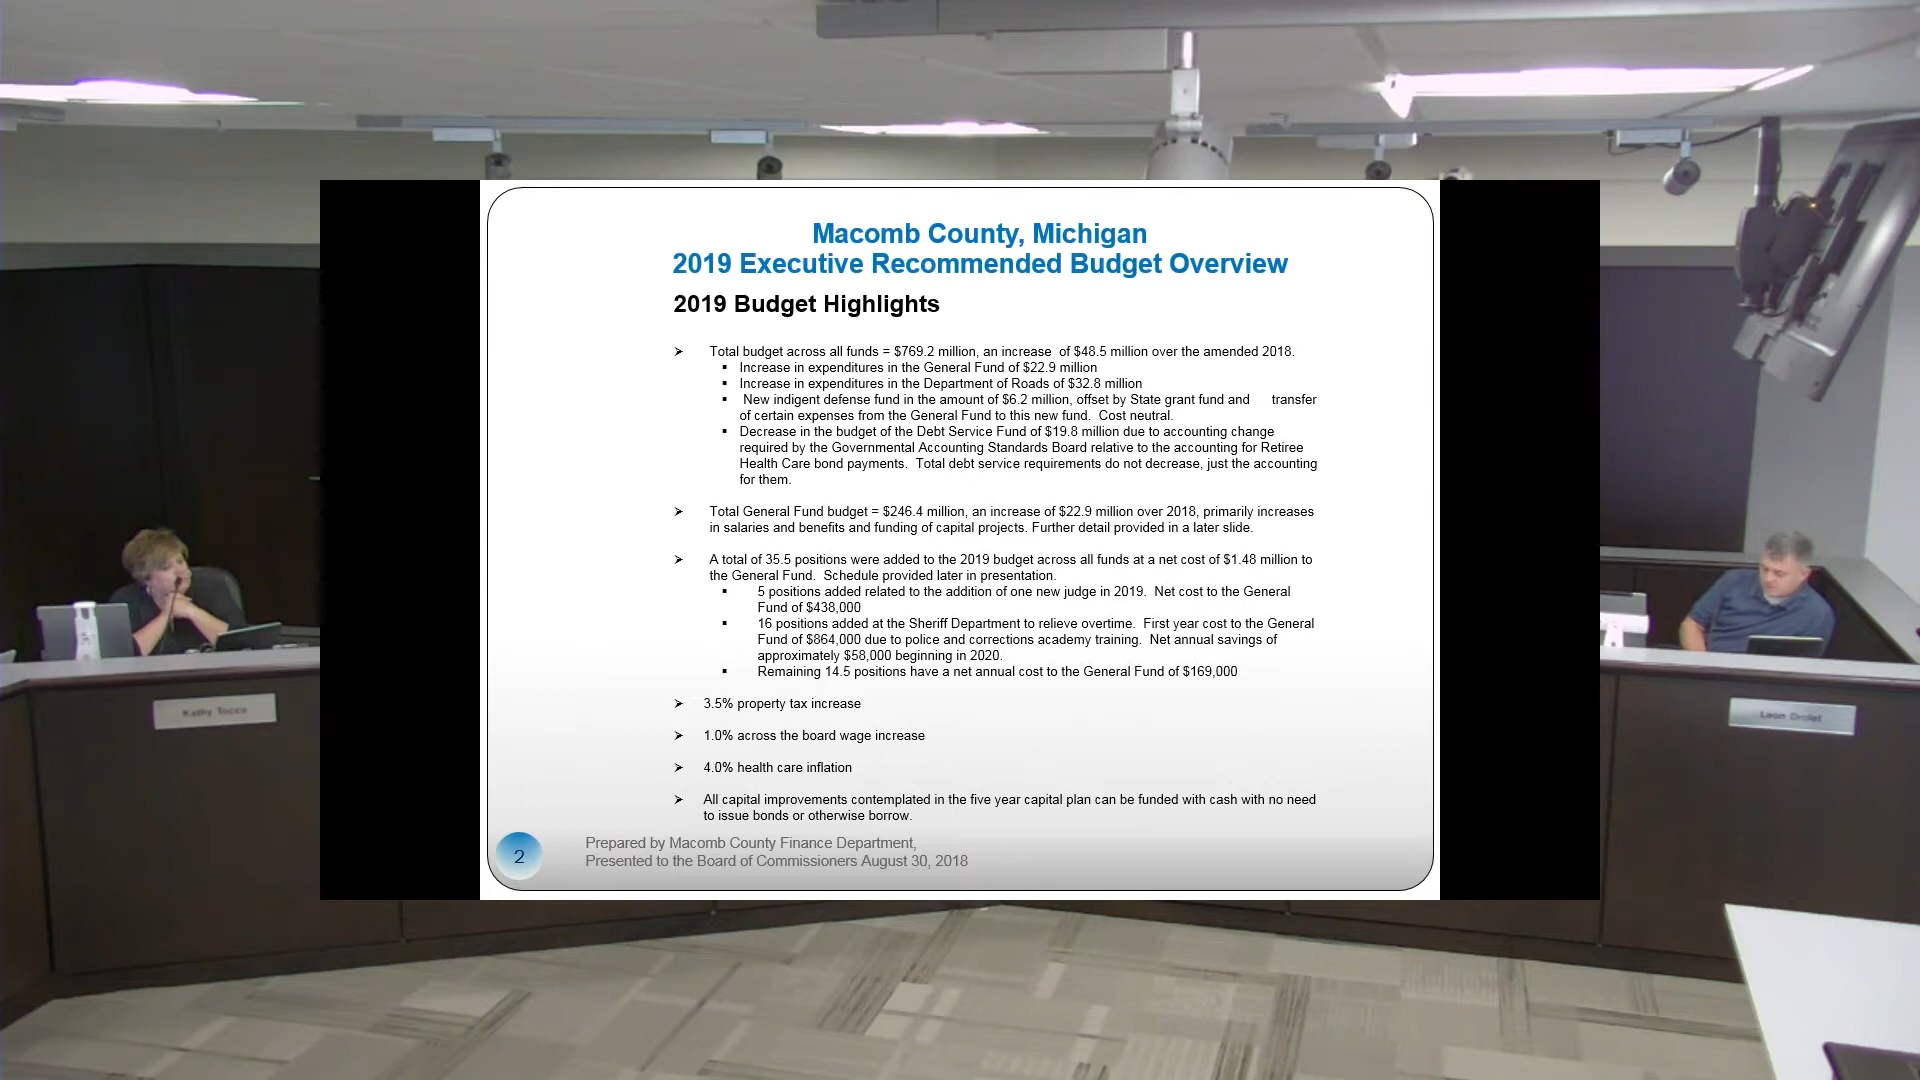 Macomb County, Michigan
2019 Executive Recommended Budget Overview
2019 Budget Highlights
➢ Total budget across all funds = $769.2 million, an increase  of $48.5 million over the amended 2018.
▪ Increase in expenditures in the General Fund of $22.9 million
▪ Increase in expenditures in the Department of Roads of $32.8 million
▪ New indigent defense fund in the amount of $6.2 million, offset by State grant fund and transfer
of certain expenses from the General Fund to this new fund.  Cost neutral.
▪ Decrease in the budget of the Debt Service Fund of $19.8 million due to accounting change
required by the Governmental Accounting Standards Board relative to the accounting for Retiree
Health Care bond payments.  Total debt service requirements do not decrease, just the accounting
for them.
➢ Total General Fund budget = $246.4 million, an increase of $22.9 million over 2018, primarily increases
in salaries and benefits and funding of capital projects. Further detail provided in a later slide.
➢ A total of 35.5 positions were added to the 2019 budget across all funds at a net cost of $1.48 million to
the General Fund.  Schedule provided later in presentation.
▪ 5 positions added related to the addition of one new judge in 2019.  Net cost to the General
Fund of $438,000
▪ 16 positions added at the Sheriff Department to relieve overtime.  First year cost to the General
Fund of $864,000 due to police and corrections academy training.  Net annual savings of
approximately $58,000 beginning in 2020.
▪ Remaining 14.5 positions have a net annual cost to the General Fund of $169,000
➢ 3.5% property tax increase
➢ 1.0% across the board wage increase
➢ 4.0% health care inflation
➢ All capital improvements contemplated in the five year capital plan can be funded with cash with no need
to issue bonds or otherwise borrow.
2
Prepared by Macomb County Finance Department,
Presented to the Board of Commissioners August 30, 2018
Kathy Tocco
Leon Drolet